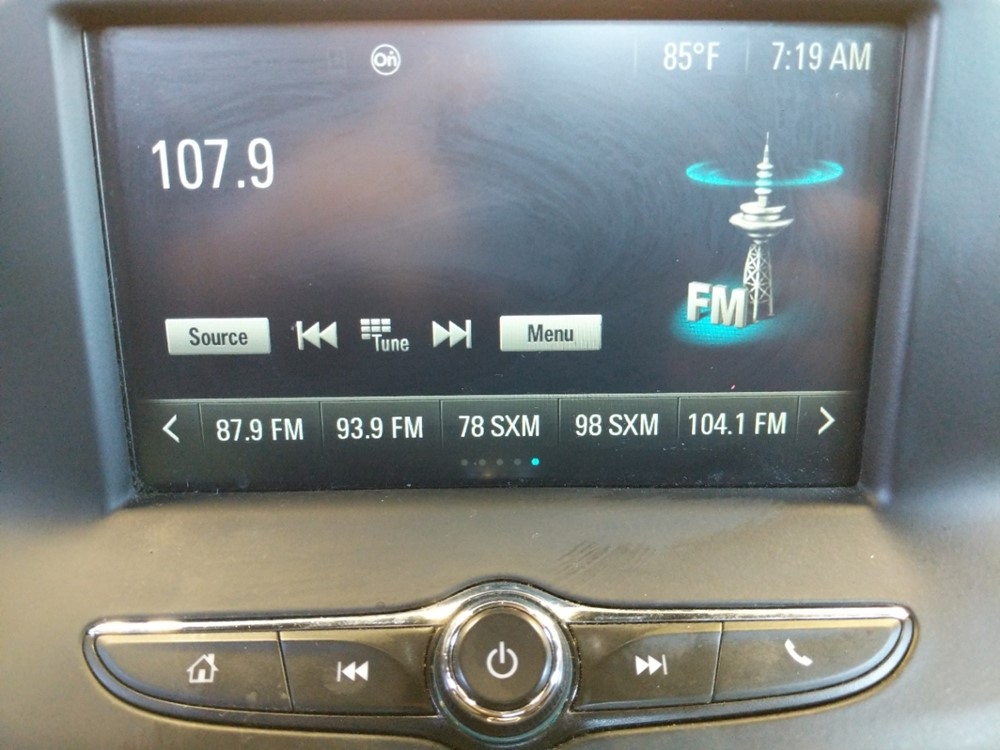 On 85°F 7:19 AM
107.9
FM
Source Tune Menu
87.9 FM 93.9 FM 78 SXM 98 SXM 104.1 FM